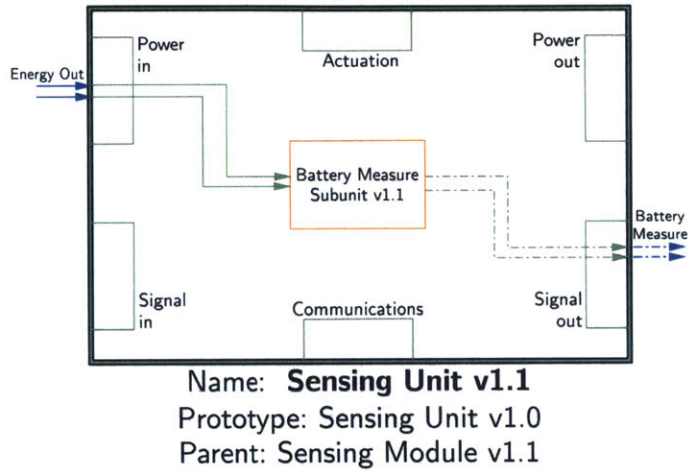 Power
in
Actuation
Power
out
Energy Out
Battery Measure
Subunit v1.1
Battery
Measure
Signal
in
Communications
Signal
out
Name: Sensing Unit v1.1
Prototype: Sensing Unit v1.0
Parent: Sensing Module v1.1